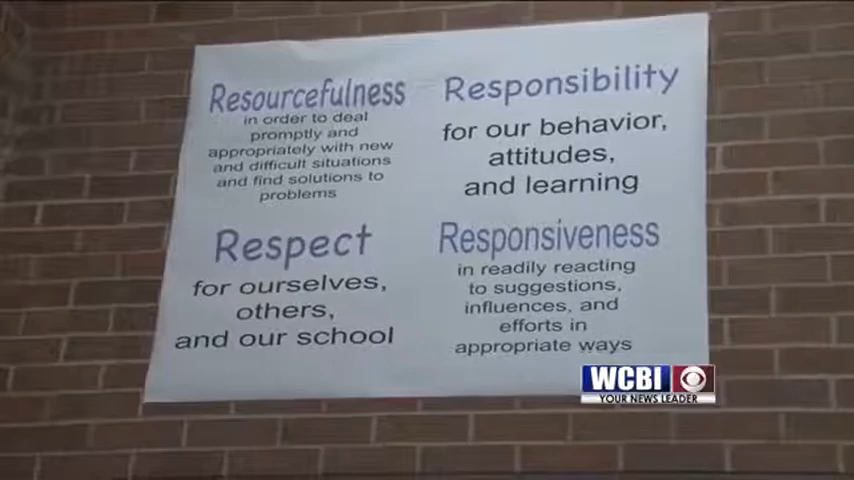 Resourcefulness
in order to deal
promptly and
appropriately with new
and difficult situations
and find solutions to
problems
Responsibility
for our behavior,
attitudes,
and learning
Respect
for ourselves,
others,
and our school
Responsiveness
in readily reacting
to suggestions,
influences, and
efforts in
appropriate ways
WCBI
YOUR NEWS LEADER